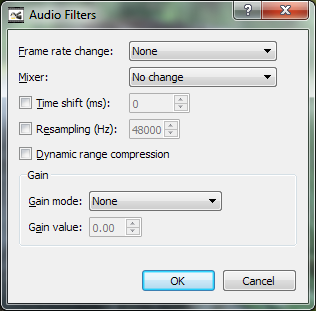 Audio Filters
Frame rate change: None
Mixer: No change
Time shift (ms): 0
Resampling (Hz): 48000
Dynamic range compression
Gain
Gain mode: None
Gain value: 0.00
OK Cancel